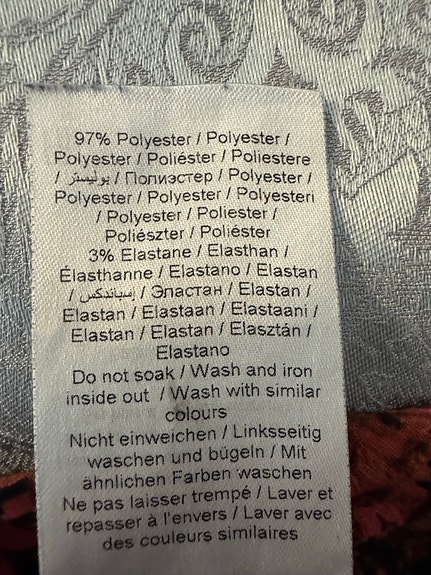 97% Polyester / Polyester /
Polyester / Poliéster / Poliestere
/ بوليستر / Полиэстер / Polyester /
Polyester / Polyester / Polyesteri
/ Polyester / Poliester /
Poliészter / Poliéster
3% Elastane / Elasthan /
Élasthanne / Elastano / Elastan
/ إسباندكس / Эластан / Elastan /
Elastan / Elastaan / Elastaani /
Elastan / Elastan / Elasztán /
Elastano
Do not soak / Wash and iron
inside out / Wash with similar
colours
Nicht einweichen / Linksseitig
waschen und bügeln / Mit
ähnlichen Farben waschen
Ne pas laisser trempé / Laver et
repasser à l'envers / Laver avec
des couleurs similaires